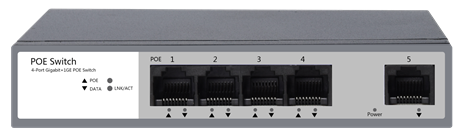 POE Switch
4-Port Gigabit+1GE POE Switch
▲ POE
▼ DATA ● LNK/ACT
POE 1 2 3 4 5
Power